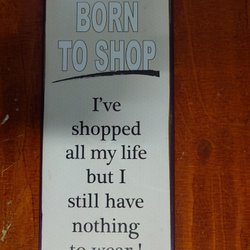 BORN
TO SHOP
I've
shopped
all my life
but I
still have
nothing
to wear!